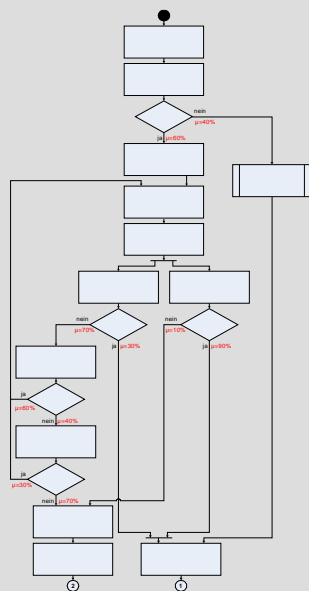 nein
µ=40%
ja µ=60%
nein
µ=70%
ja µ=30%
nein
µ=10%
ja µ=90%
ja
µ=60%
nein µ=40%
ja
µ=30%
nein µ=70%
2
1